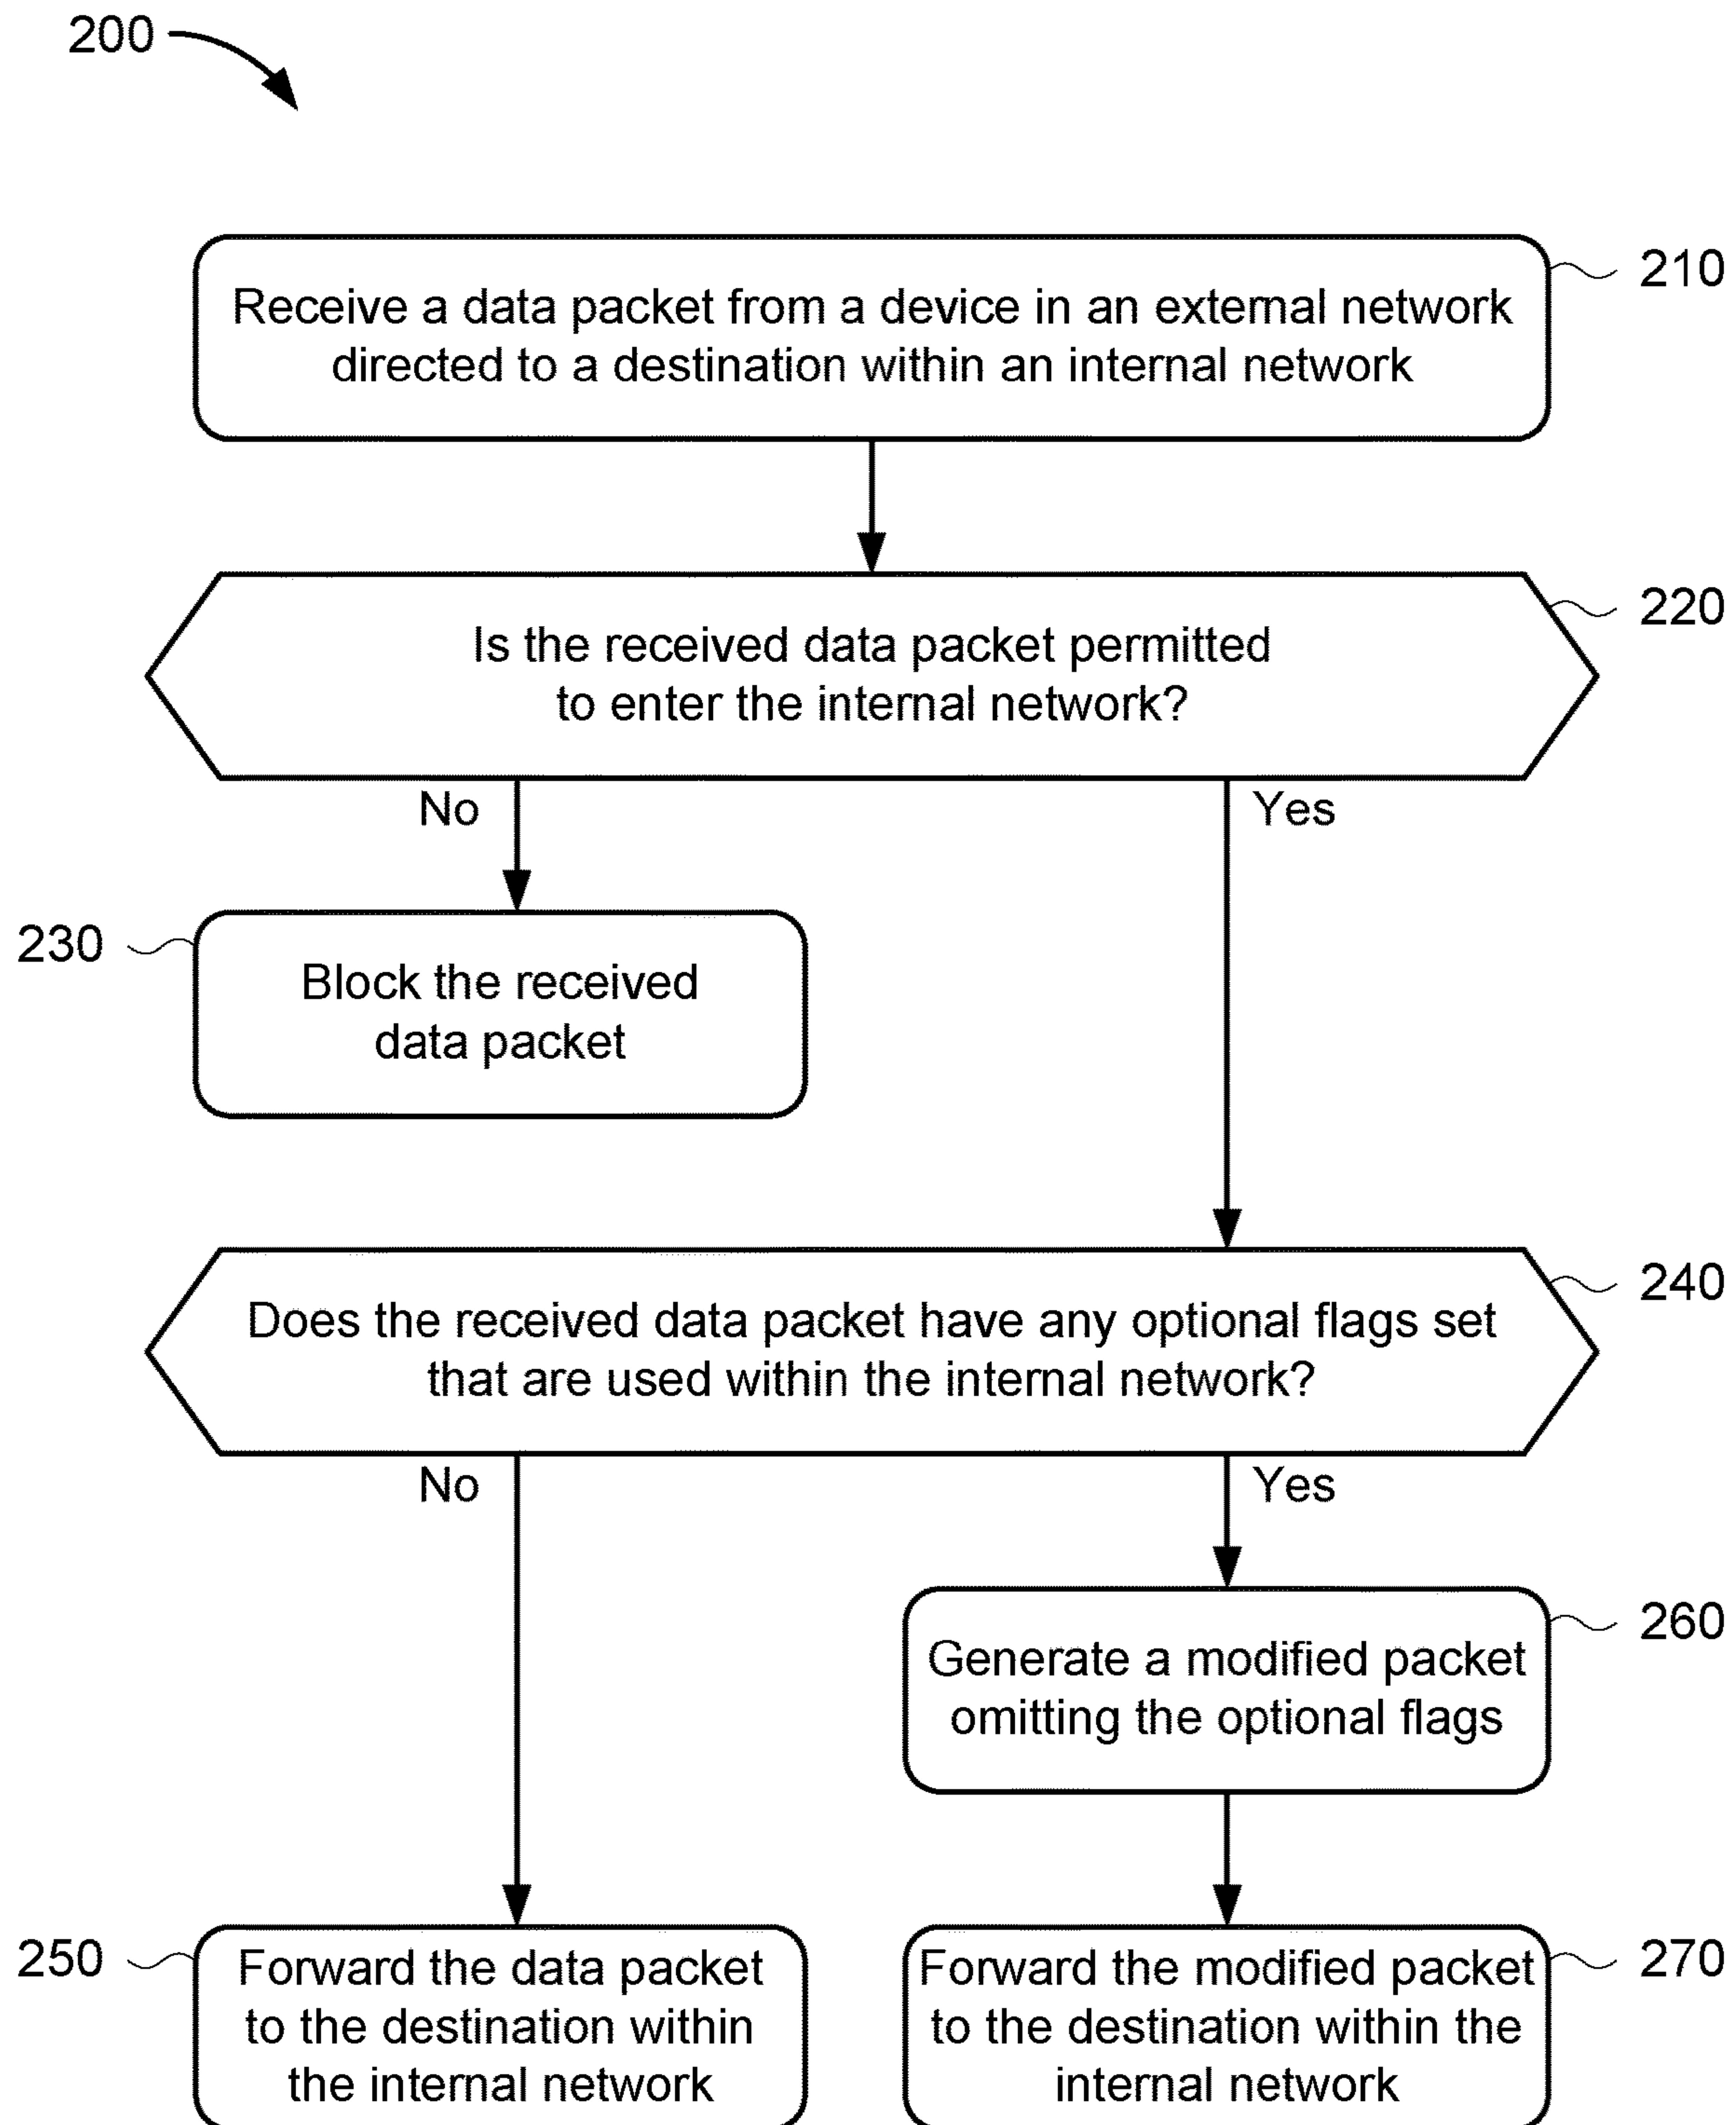 200
210
Receive a data packet from a device in an external network
directed to a destination within an internal network
220
Is the received data packet permitted
to enter the internal network?
No
Yes
230
Block the received
data packet
240
Does the received data packet have any optional flags set
that are used within the internal network?
No
Yes
260
Generate a modified packet
omitting the optional flags
250
Forward the data packet
to the destination within
the internal network
270
Forward the modified packet
to the destination within the
internal network